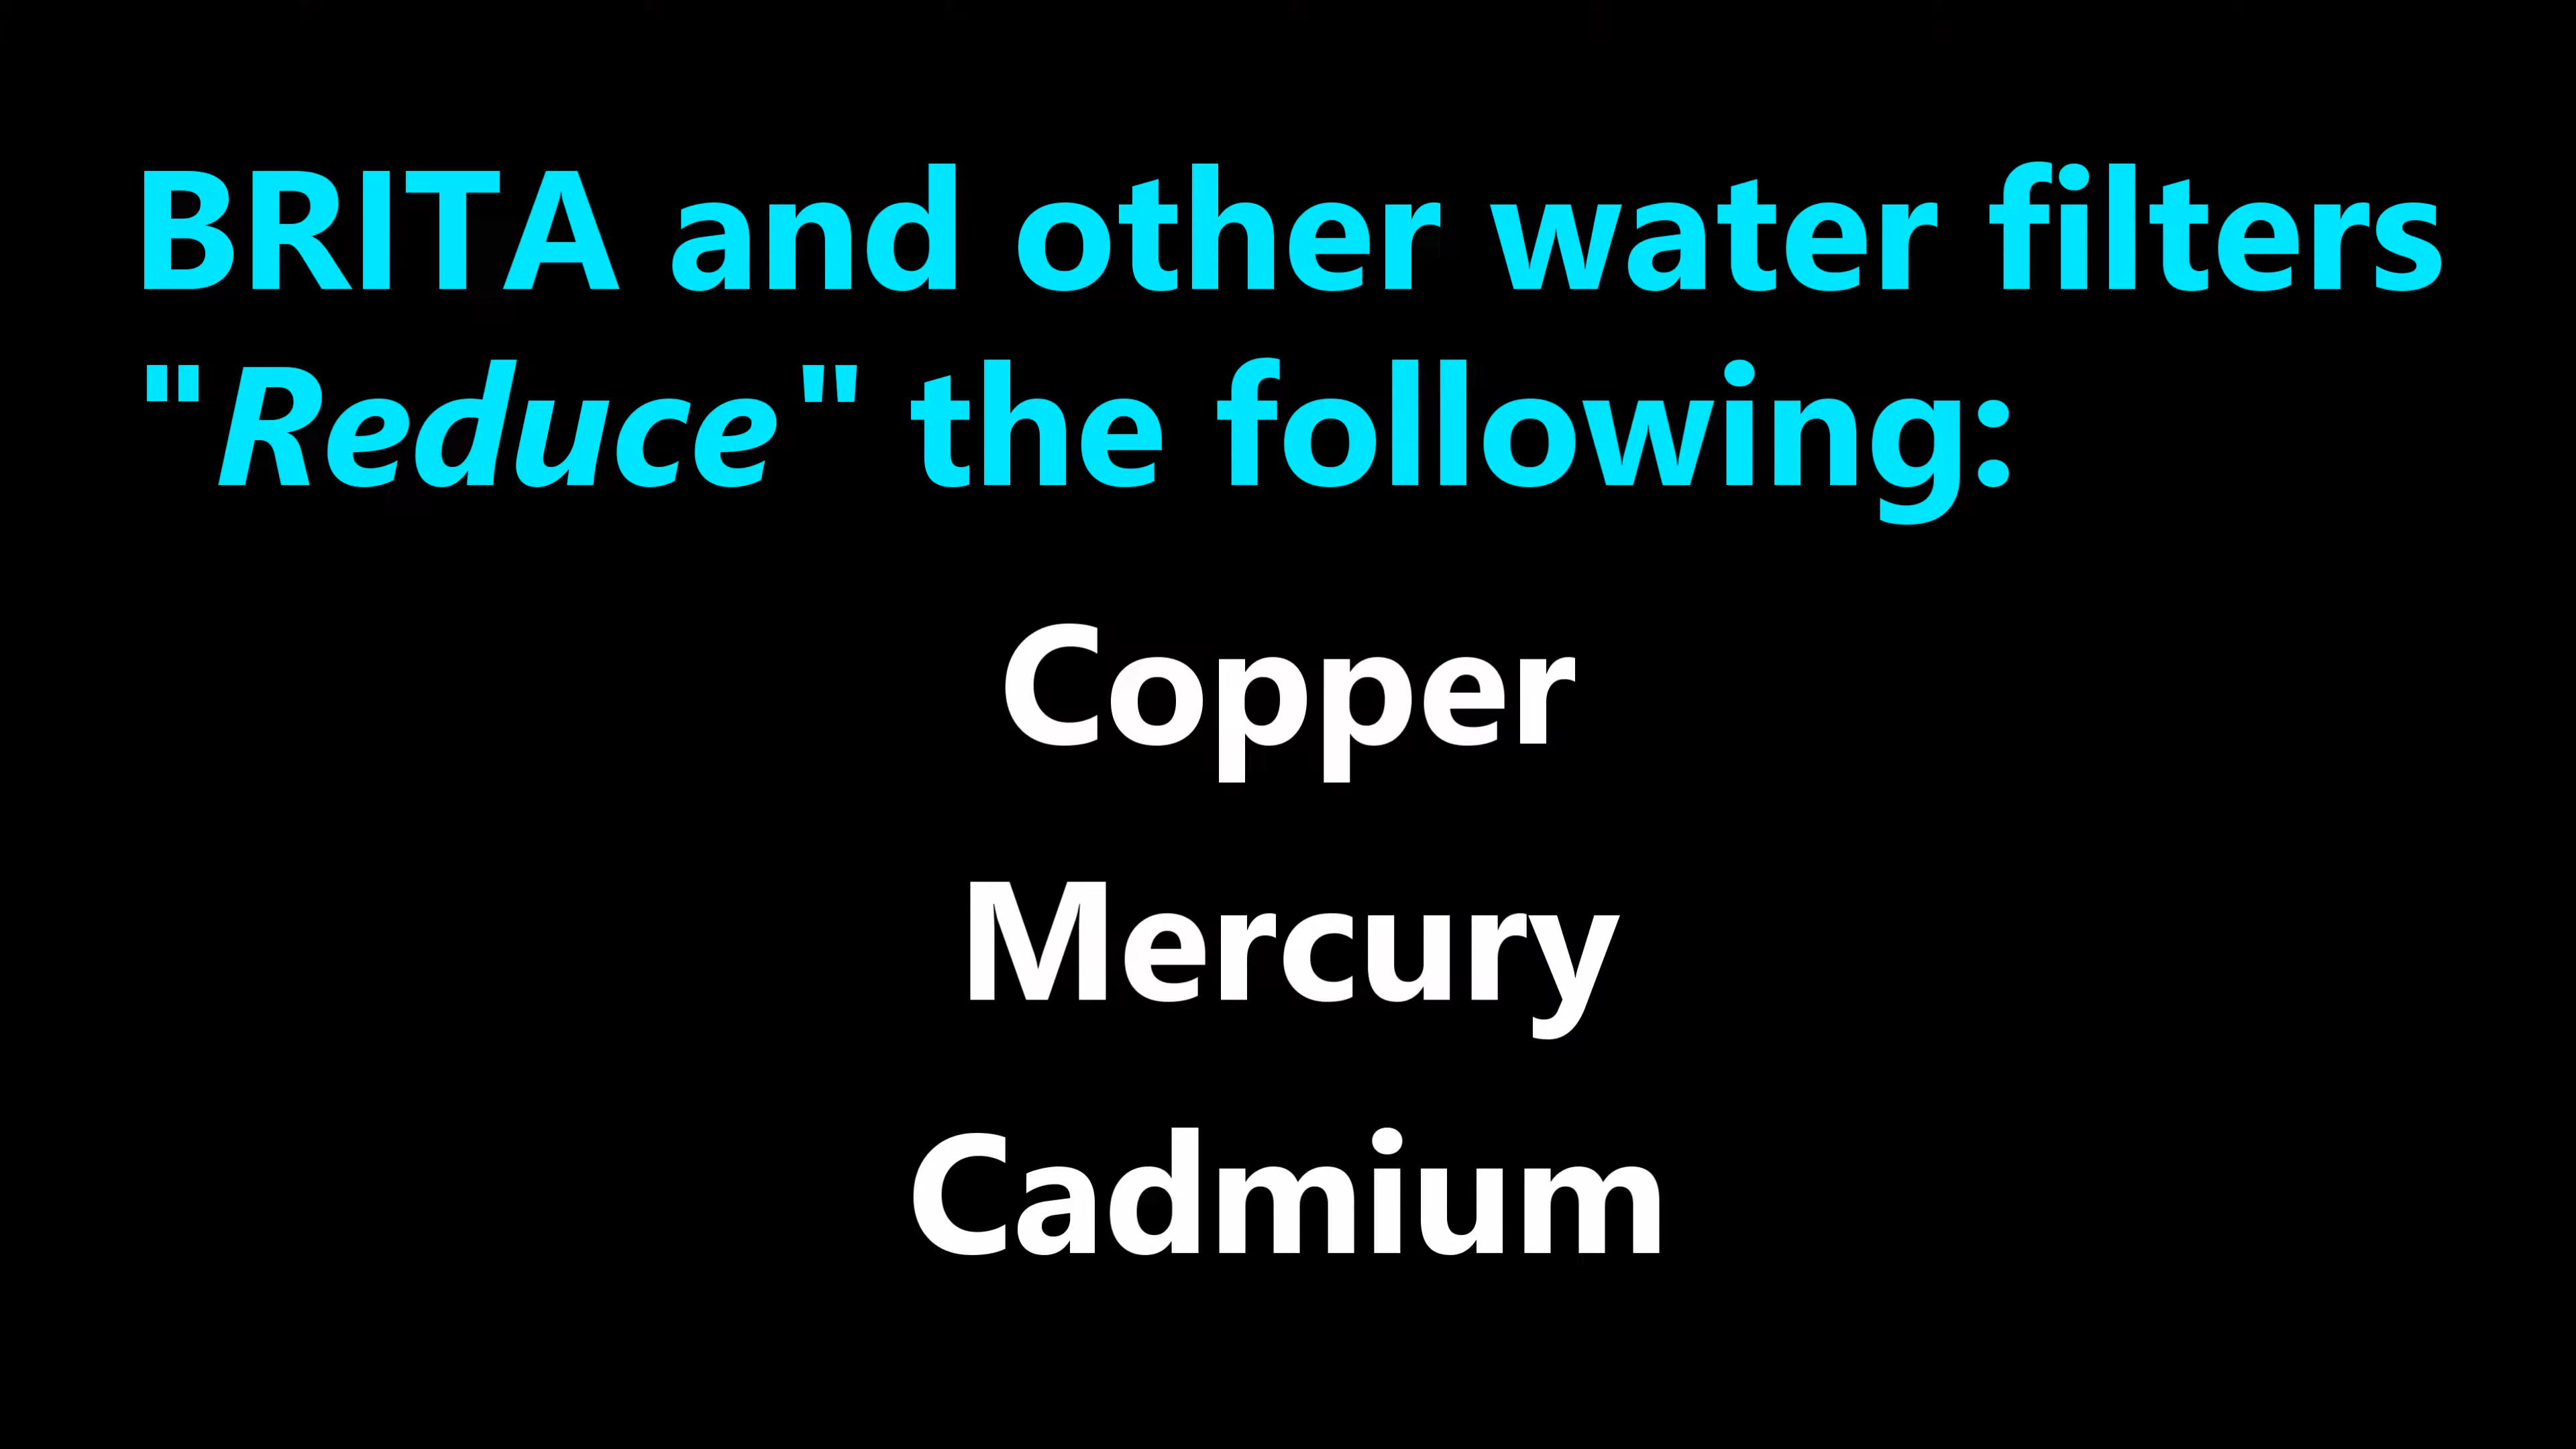 BRITA and other water filters
"Reduce" the following:
Copper
Mercury
Cadmium